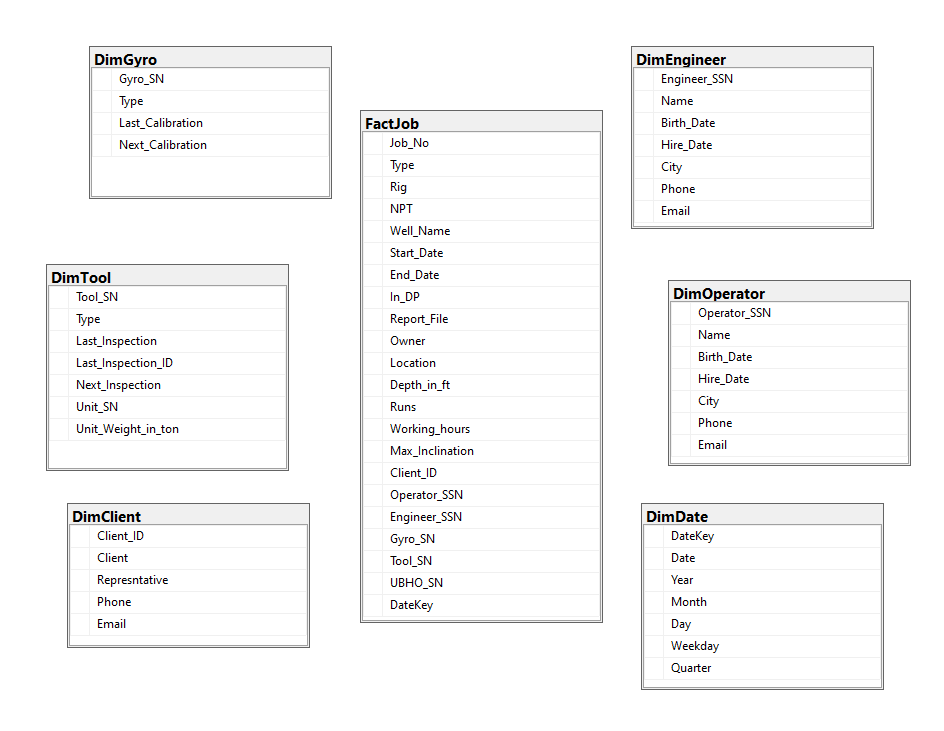 DimGyro
Gyro_SN
Type
Last_Calibration
Next_Calibration
DimTool
Tool_SN
Type
Last_Inspection
Last_Inspection_ID
Next_Inspection
Unit_SN
Unit_Weight_in_ton
DimClient
Client_ID
Client
Represntative
Phone
Email
FactJob
Job_No
Type
Rig
NPT
Well_Name
Start_Date
End_Date
In_DP
Report_File
Owner
Location
Depth_in_ft
Runs
Working_hours
Max_Inclination
Client_ID
Operator_SSN
Engineer_SSN
Gyro_SN
Tool_SN
UBHO_SN
DateKey
DimEngineer
Engineer_SSN
Name
Birth_Date
Hire_Date
City
Phone
Email
DimOperator
Operator_SSN
Name
Birth_Date
Hire_Date
City
Phone
Email
DimDate
DateKey
Date
Year
Month
Day
Weekday
Quarter